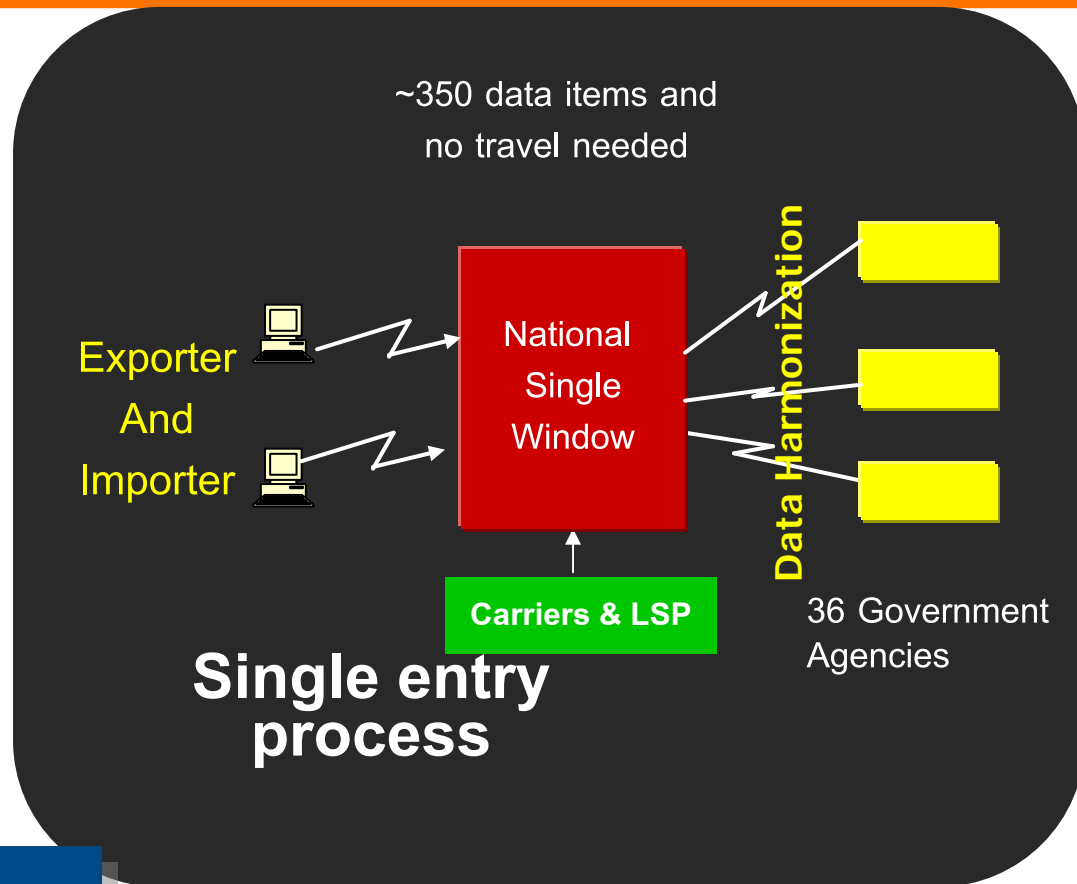 ~350 data items and
no travel needed
Exporter
And
Importer
National
Single
Window
Data Harmonization
Carriers & LSP
36 Government
Agencies
Single entry
process